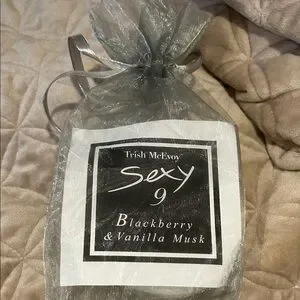 Trish McEvoy
Sexy
9
Blackberry
& Vanilla Musk